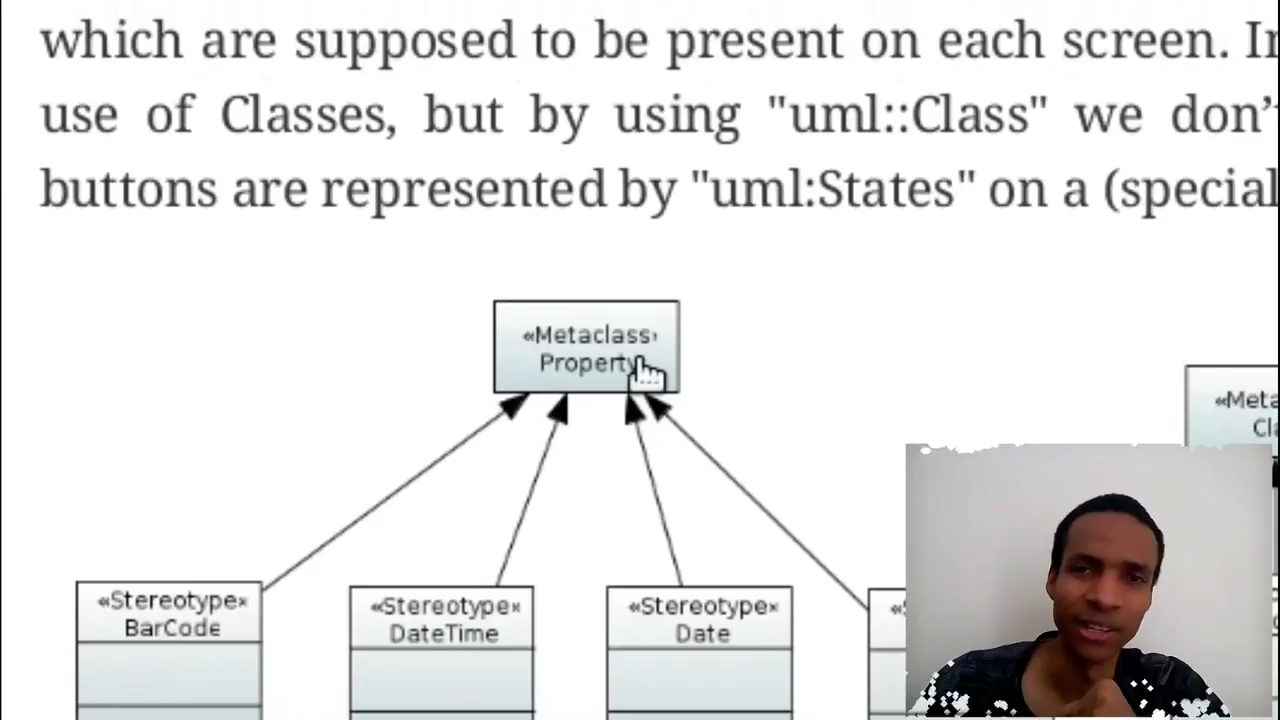 which are supposed to be present on each screen.
use of Classes, but by using "uml::Class" we don’
buttons are represented by "uml:States" on a (special
«Metaclass»
Property
«Meta
«Stereotype»
BarCode
«Stereotype»
DateTime
«Stereotype»
Date